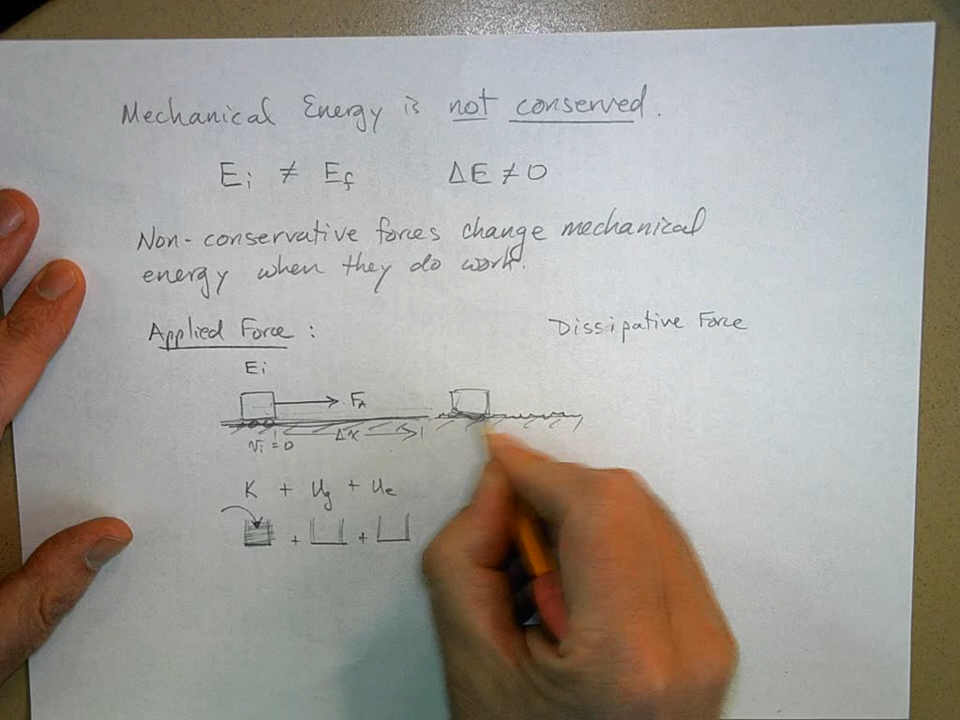 Mechanical Energy is not conserved.
Ei ≠ Ef ΔE ≠ 0
Non-conservative forces change mechanical
energy when they do work.
Applied Force : Dissipative Force
Ei
FA
vi = 0 Δx
K + Ug + Ue
+ +